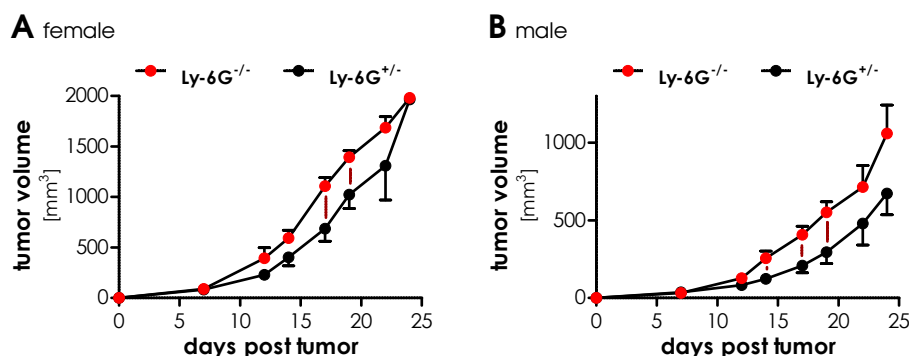 A female
Ly-6G-/- Ly-6G+/-
tumor volume
[mm³]
2000
1500
1000
500
0
0 5 10 15 20 25
days post tumor
B male
Ly-6G-/- Ly-6G+/-
tumor volume
[mm³]
1000
500
0
0 5 10 15 20 25
days post tumor